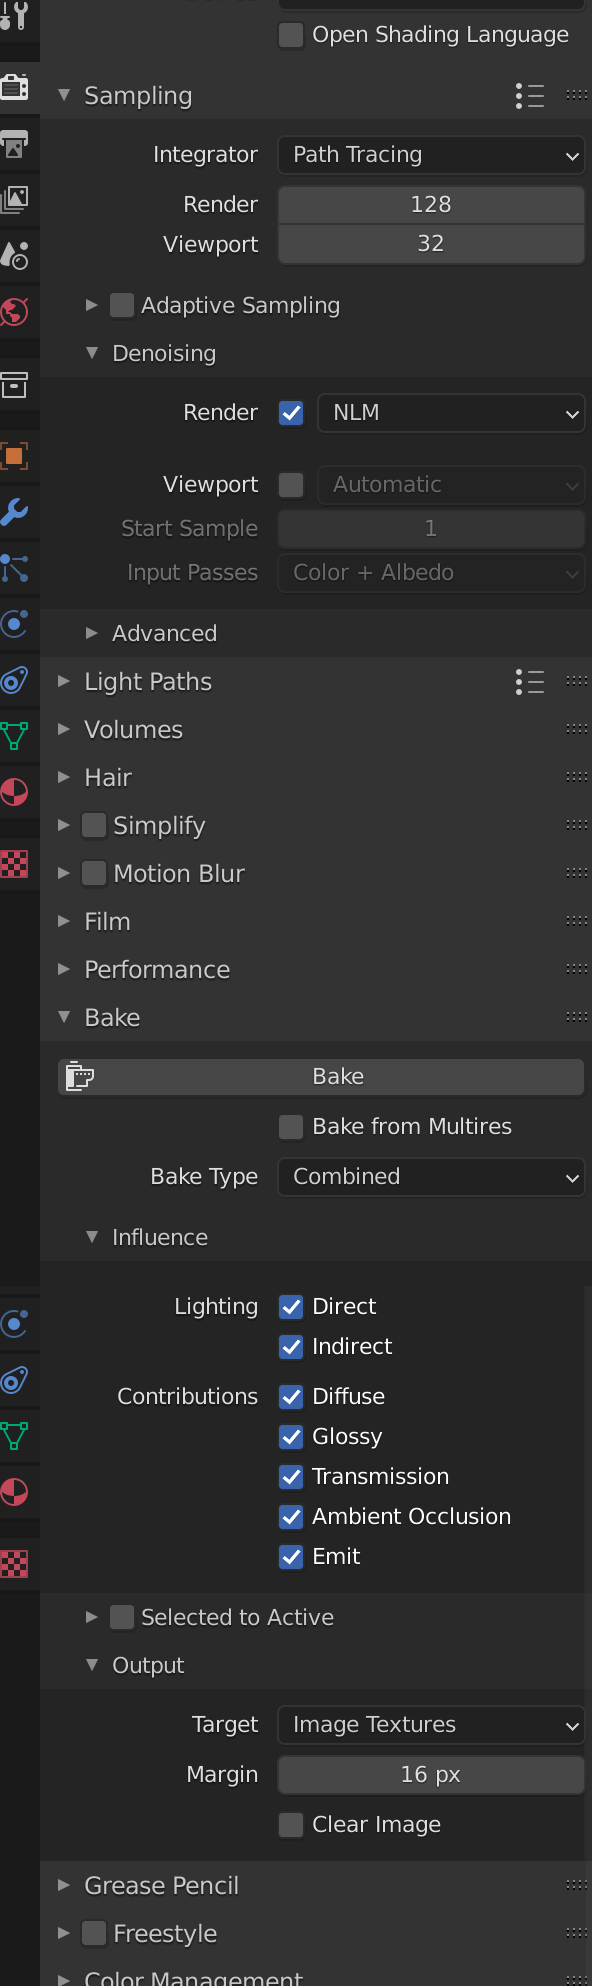 Open Shading Language
Sampling
Integrator Path Tracing
Render 128
Viewport 32
Adaptive Sampling
Denoising
Render NLM
Viewport Automatic
Start Sample 1
Input Passes Color + Albedo
Advanced
Light Paths
Volumes
Hair
Simplify
Motion Blur
Film
Performance
Bake
Bake
Bake from Multires
Bake Type Combined
Influence
Lighting Direct
Indirect
Contributions Diffuse
Glossy
Transmission
Ambient Occlusion
Emit
Selected to Active
Output
Target Image Textures
Margin 16 px
Clear Image
Grease Pencil
Freestyle
Color Management